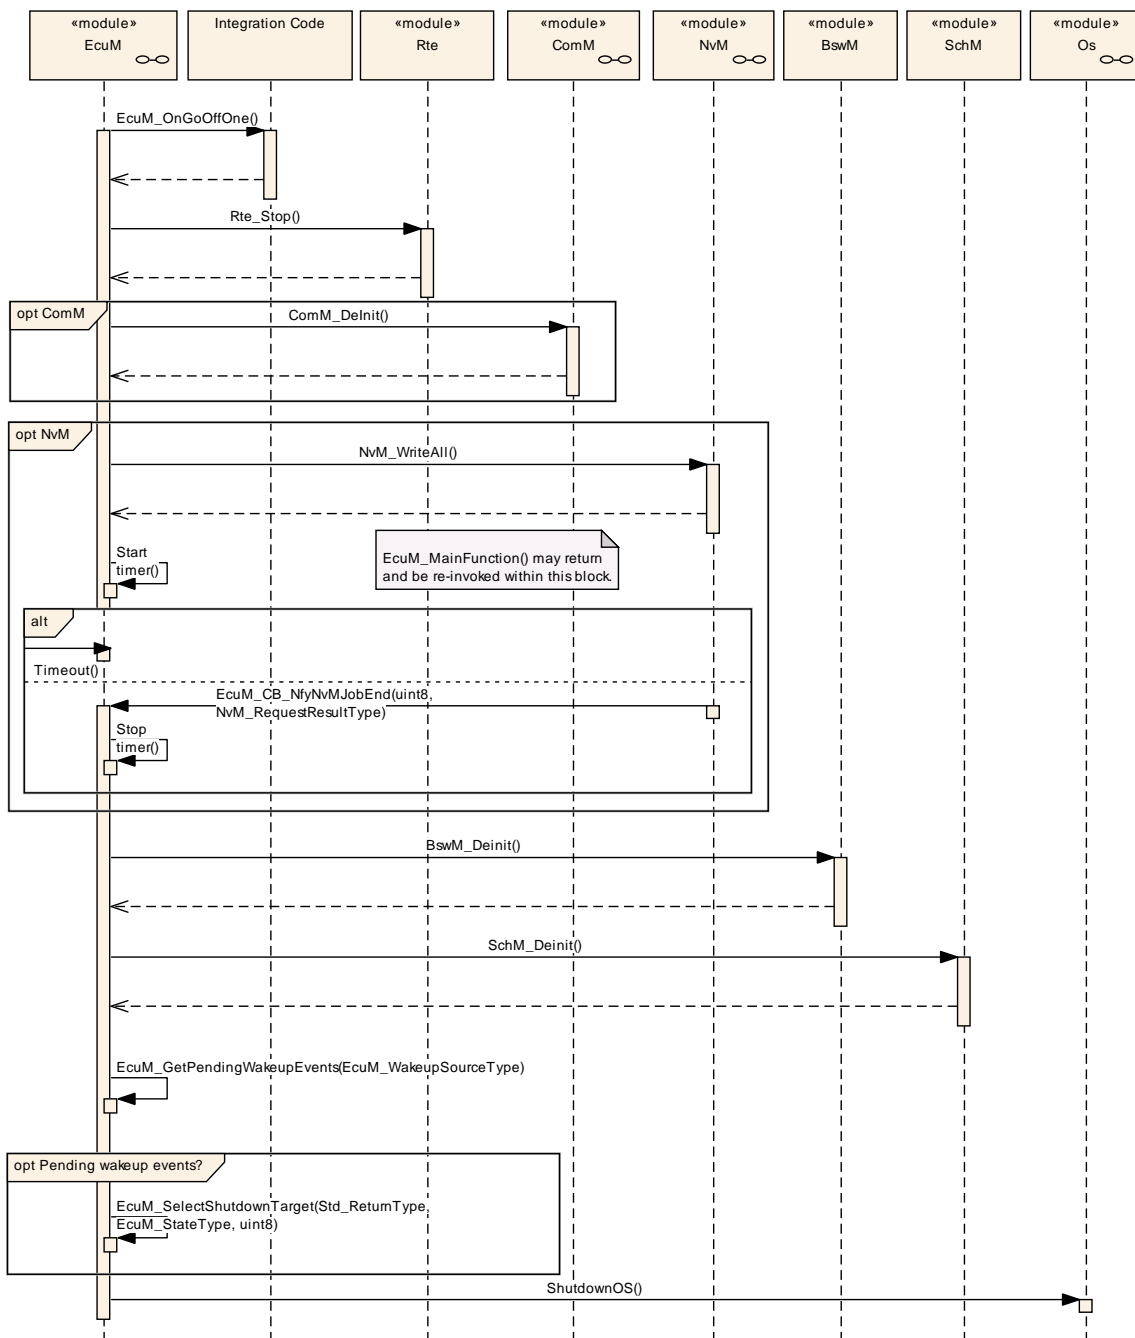 «module»
EcuM
Integration Code
«module»
Rte
«module»
ComM
«module»
NvM
«module»
BswM
«module»
SchM
«module»
Os
EcuM_OnGoOffOne()
Rte_Stop()
opt ComM
ComM_DeInit()
opt NvM
NvM_WriteAll()
EcuM_MainFunction() may return
and be re-invoked within this block.
Start
timer()
alt
Timeout()
EcuM_CB_NfyNvMJobEnd(uint8,
NvM_RequestResultType)
Stop
timer()
BswM_Deinit()
SchM_Deinit()
EcuM_GetPendingWakeupEvents(EcuM_WakeupSourceType)
opt Pending wakeup events?
EcuM_SelectShutdownTarget(Std_ReturnType,
EcuM_StateType, uint8)
ShutdownOS()